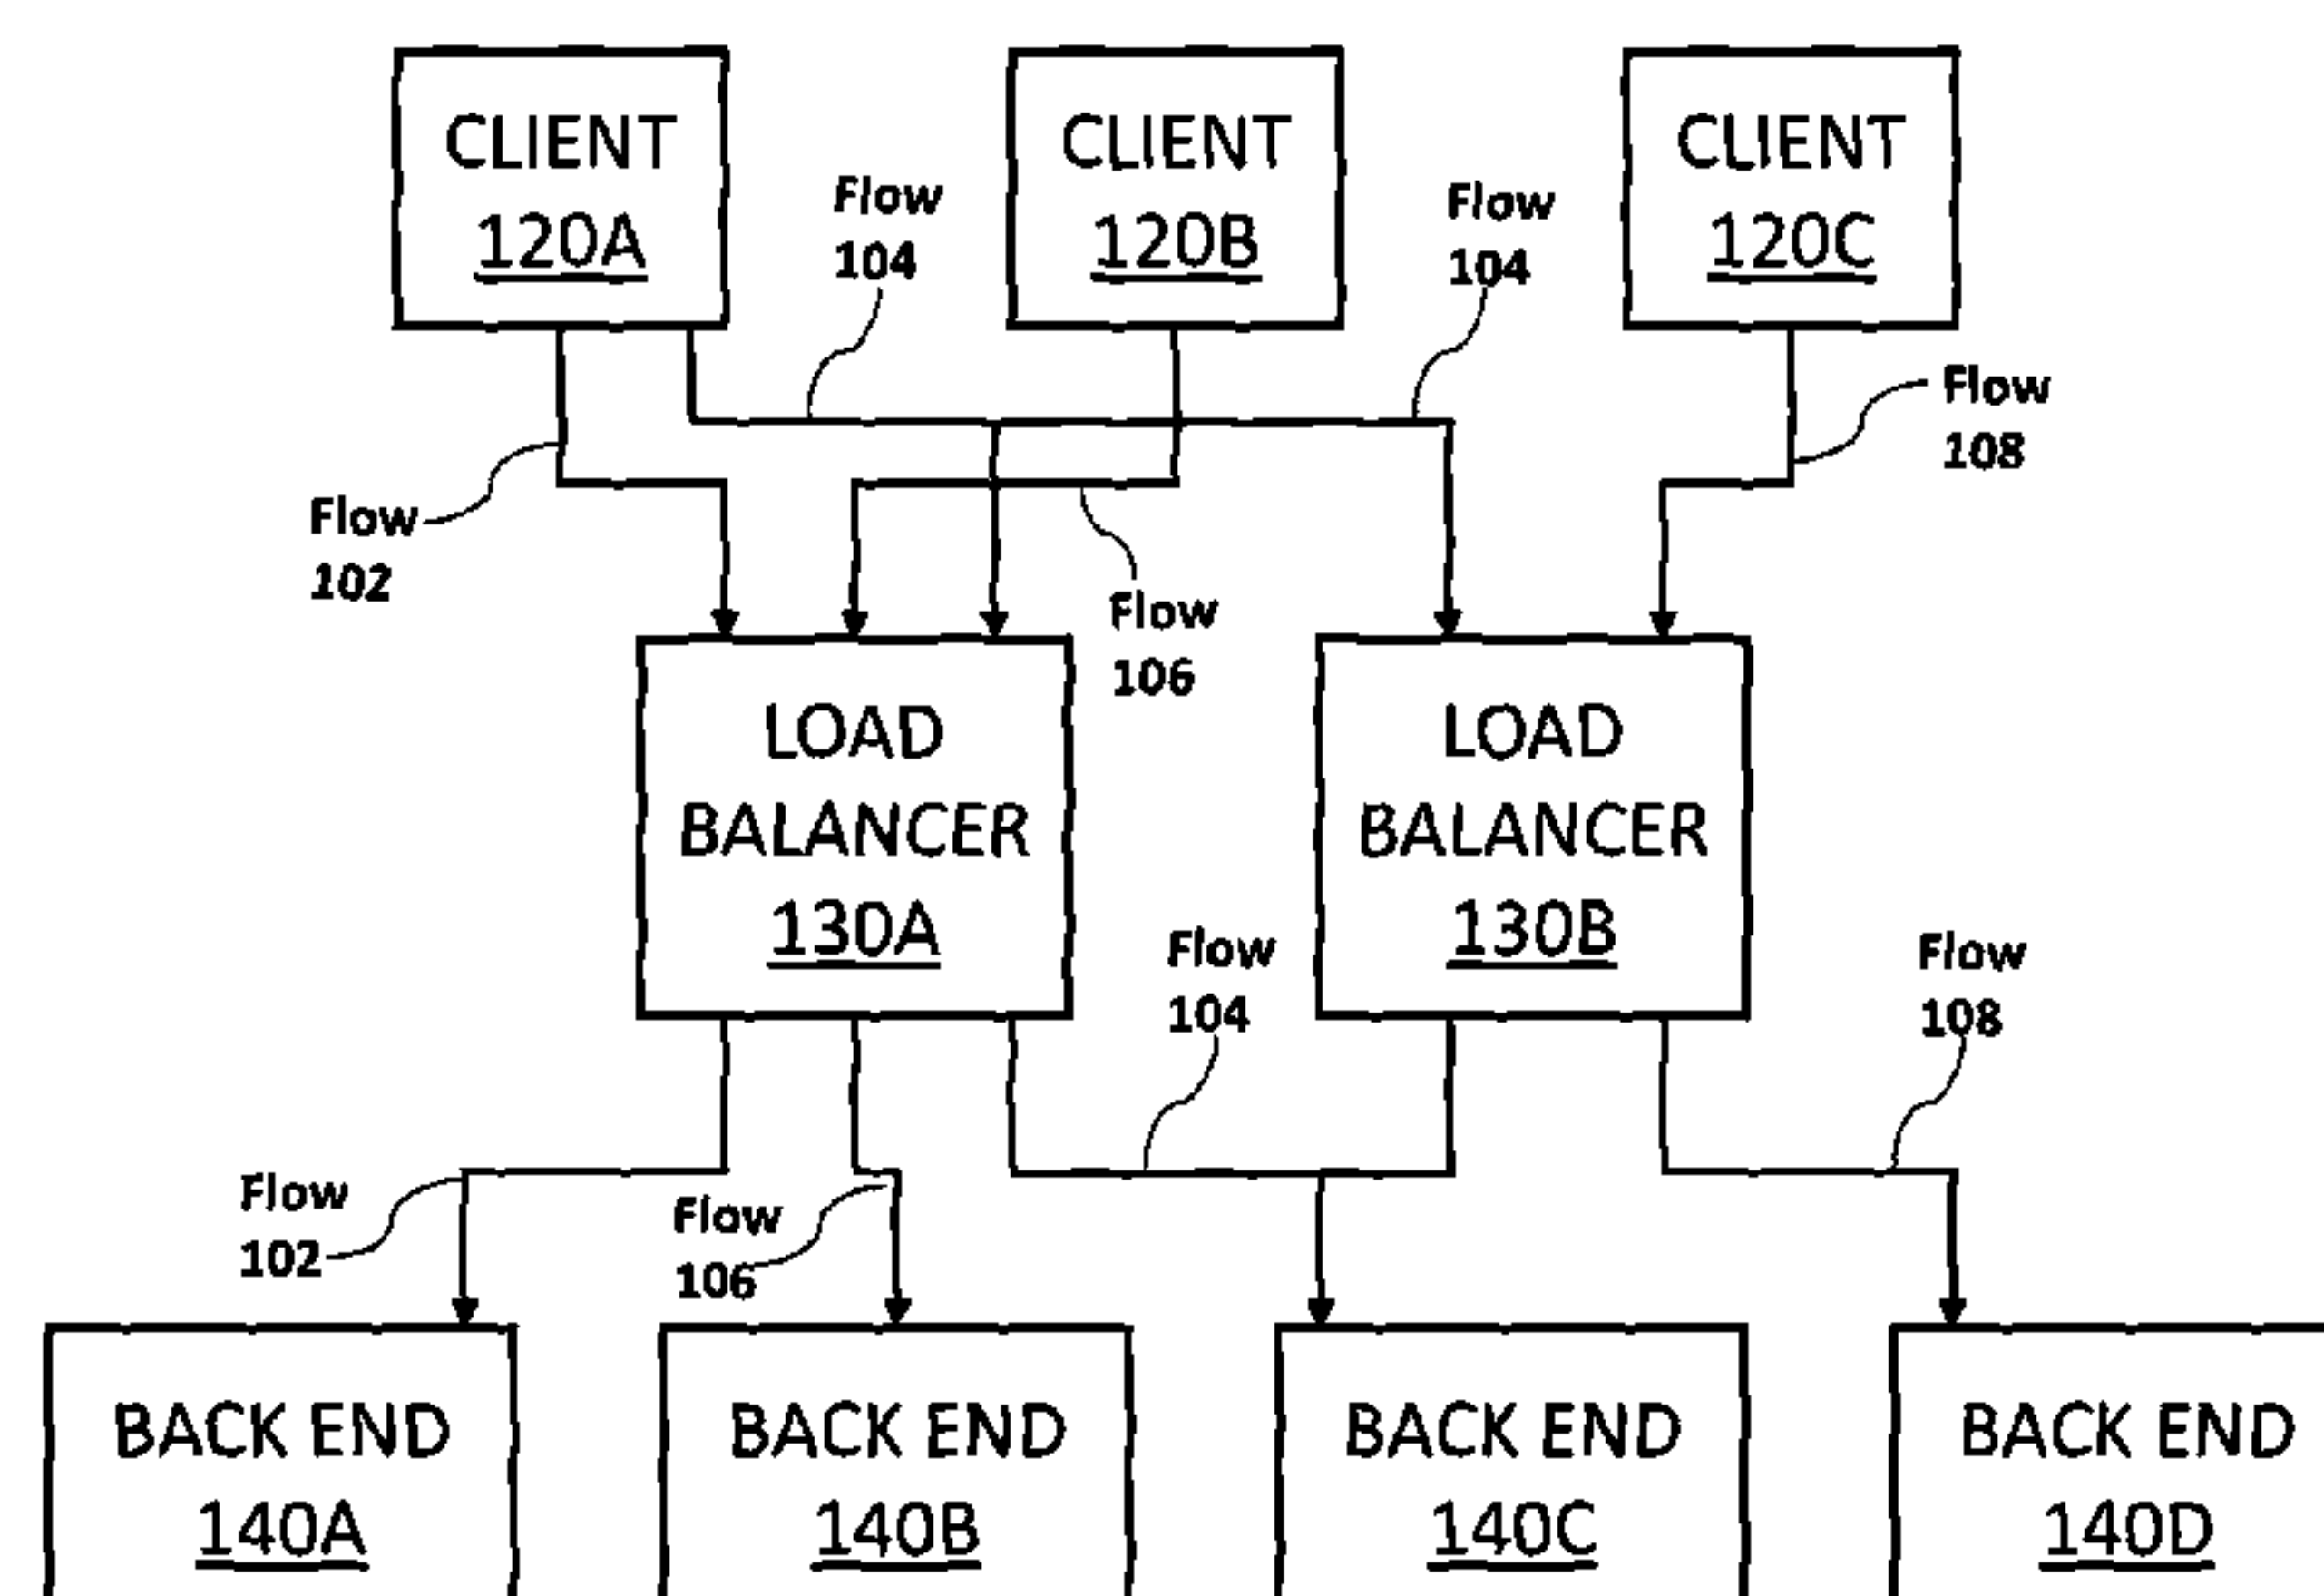 CLIENT
120A
CLIENT
120B
CLIENT
120C
Flow
104
Flow
104
Flow
108
Flow
102
Flow
106
LOAD
BALANCER
130A
LOAD
BALANCER
130B
Flow
104
Flow
108
Flow
102
Flow
106
BACK END
140A
BACK END
140B
BACK END
140C
BACK END
140D